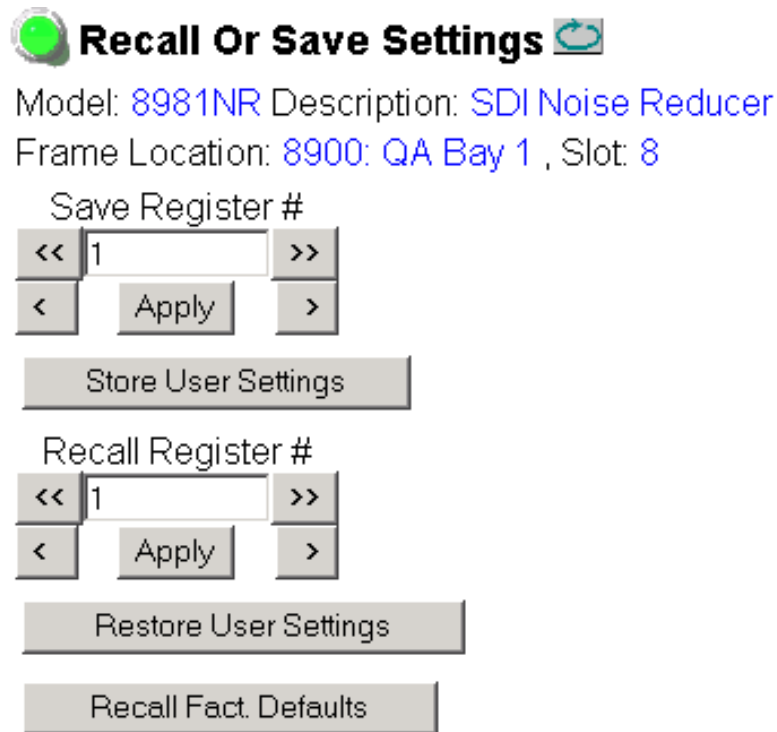 Recall Or Save Settings
Model: 8981NR Description: SDI Noise Reducer
Frame Location: 8900: QA Bay 1 , Slot: 8
Save Register #
<< 1 >>
< Apply >
Store User Settings
Recall Register #
<< 1 >>
< Apply >
Restore User Settings
Recall Fact. Defaults